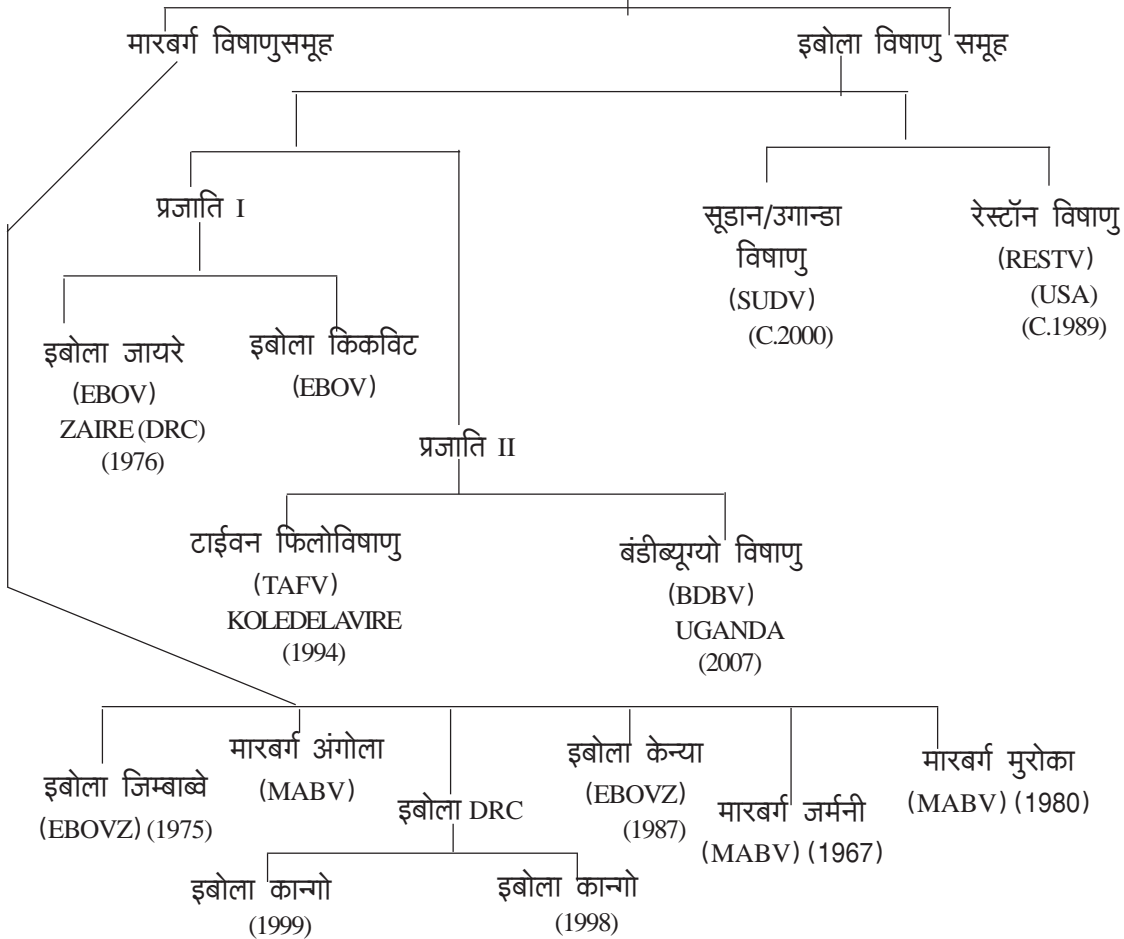 मारबर्ग विषाणुसमूह
इबोला विषाणु समूह
प्रजाति I
सूडान/उगान्डा
विषाणु
(SUDV)
(C.2000)
रेस्टॉन विषाणु
(RESTV)
(USA)
(C.1989)
इबोला जायरे
(EBOV)
ZAIRE (DRC)
(1976)
इबोला किकविट
(EBOV)
प्रजाति II
टाईवन फिलोविषाणु
(TAFV)
KOLEDELAVIRE
(1994)
बंडीब्यूग्यो विषाणु
(BDBV)
UGANDA
(2007)
इबोला जिम्बाब्वे
(EBOVZ) (1975)
मारबर्ग अंगोला
(MABV)
इबोला DRC
इबोला केन्या
(EBOVZ)
(1987)
मारबर्ग जर्मनी
(MABV) (1967)
मारबर्ग मुरोका
(MABV) (1980)
इबोला कान्गो
(1999)
इबोला कान्गो
(1998)